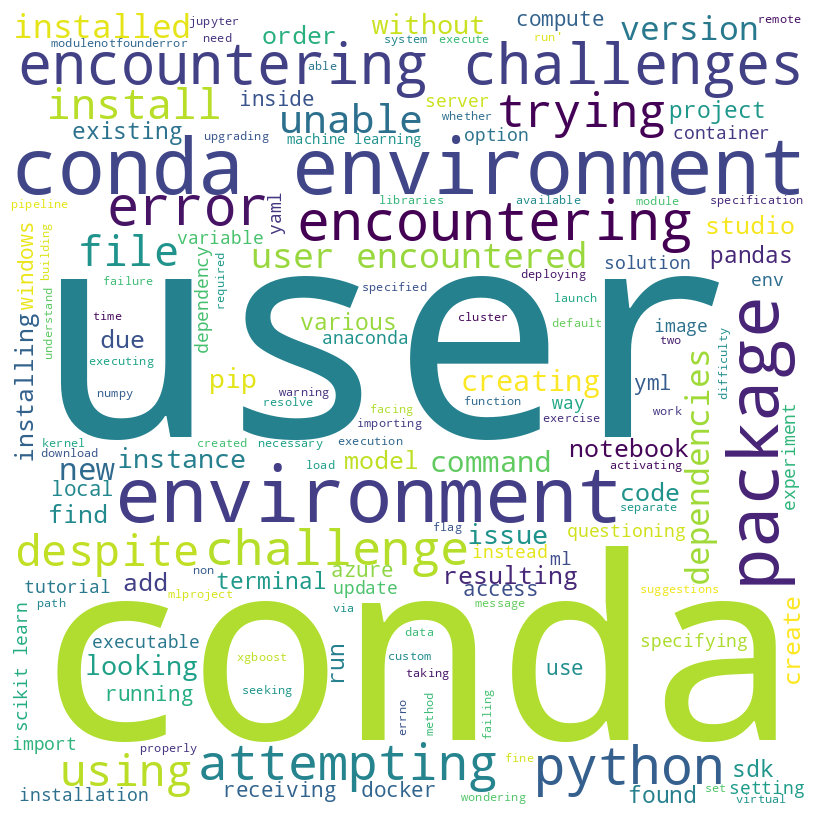 installed
jupyter
without
compute
remote
modulenotfounderror
need
order
system
execute
run'
version
encountering challenges
able
install
inside
unable
server
trying
project
existing
upgrading
machine learning
whether
option
container
conda environment
pipeline
error
yaml
libraries
available
module
specification
encountering
studio
file
variable
user encountered
solution
pandas
windows
understand
building
failure
dependency
required
specified
launch
env
user
time
due
various
anaconda
cluster
default
image
two
executing
package
installing
numpy
pip
warning
resolve
creating
function
way
yml
difficulty
facing
importing
exercise
work
dependencies
kernel
created
necessary
execution
notebook
download
new
instance
load
model
command
activating
experiment
local
environment
code
separate
find
flag
issue
questioning
despite
challenge
instead
ml
azure
resulting
tutorial
add
terminal
update
access
suggestions
path
non
mlproject
via
message
conda
scikit learn
executable
data
specifying
create
looking
xgboost
run
custom
use
running
seeking
taking
errno
method
failing
import
properly
using
attempting
fine
python
found
sdk
setting
installation
receiving
docker
wondering
set
virtual